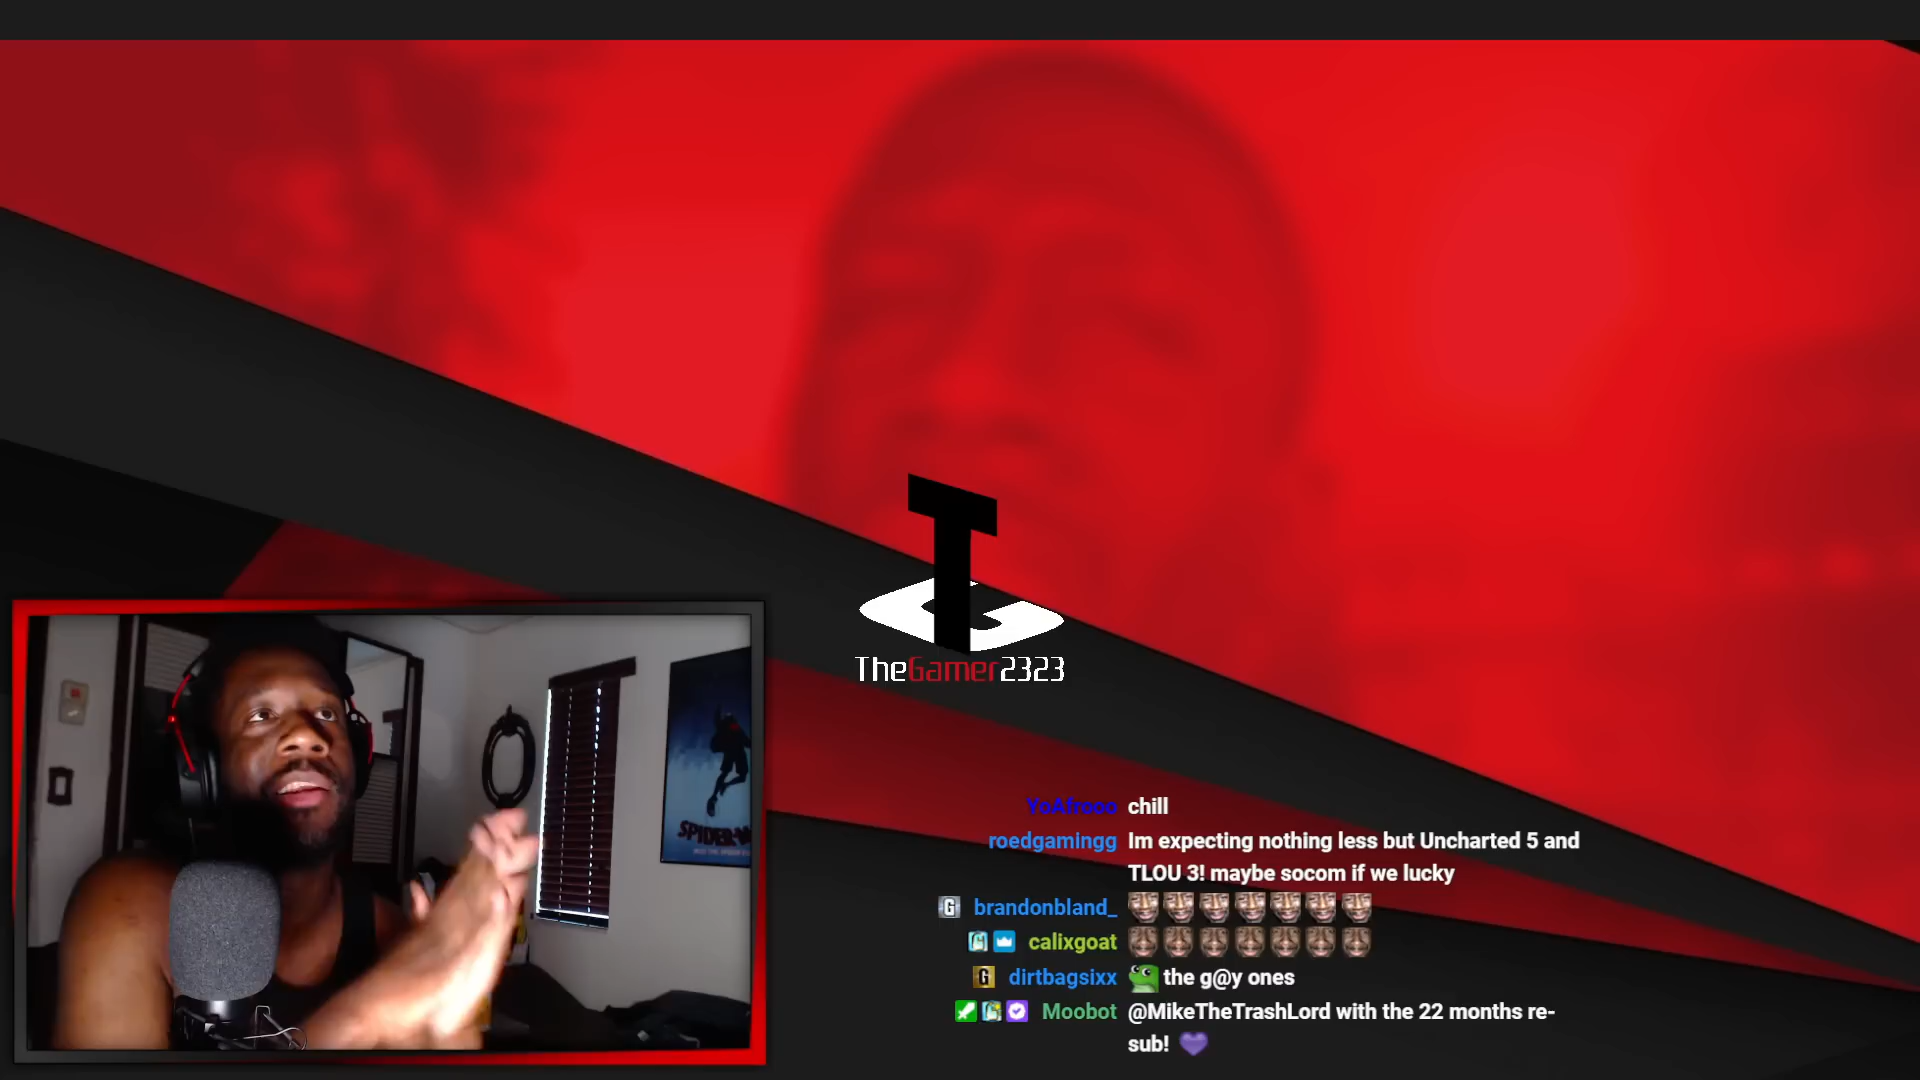 TheGamer2323
SPIDER-
YoAfrooo chill
roedgamingg Im expecting nothing less but Uncharted 5 and
TLOU 3! maybe socom if we lucky
G brandonbland_
calixgoat
G dirtbagsixx the g@y ones
Moobot @MikeTheTrashLord with the 22 months re-
sub!